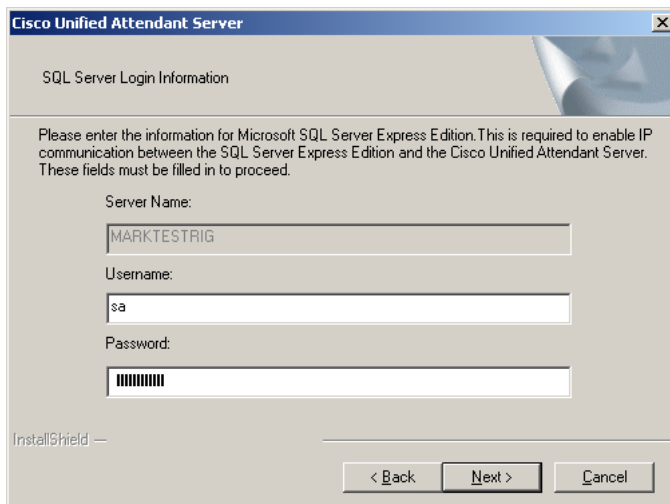 Cisco Unified Attendant Server
SQL Server Login Information
Please enter the information for Microsoft SQL Server Express Edition.This is required to enable IP
communication between the SQL Server Express Edition and the Cisco Unified Attendant Server.
These fields must be filled in to proceed.
Server Name:
MARKTESTRIG
Username:
sa
Password:
InstallShield
< Back
Next >
Cancel